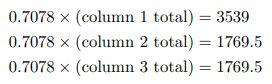 0.7078 × (column 1 total) = 3539
0.7078 × (column 2 total) = 1769.5
0.7078 × (column 3 total) = 1769.5